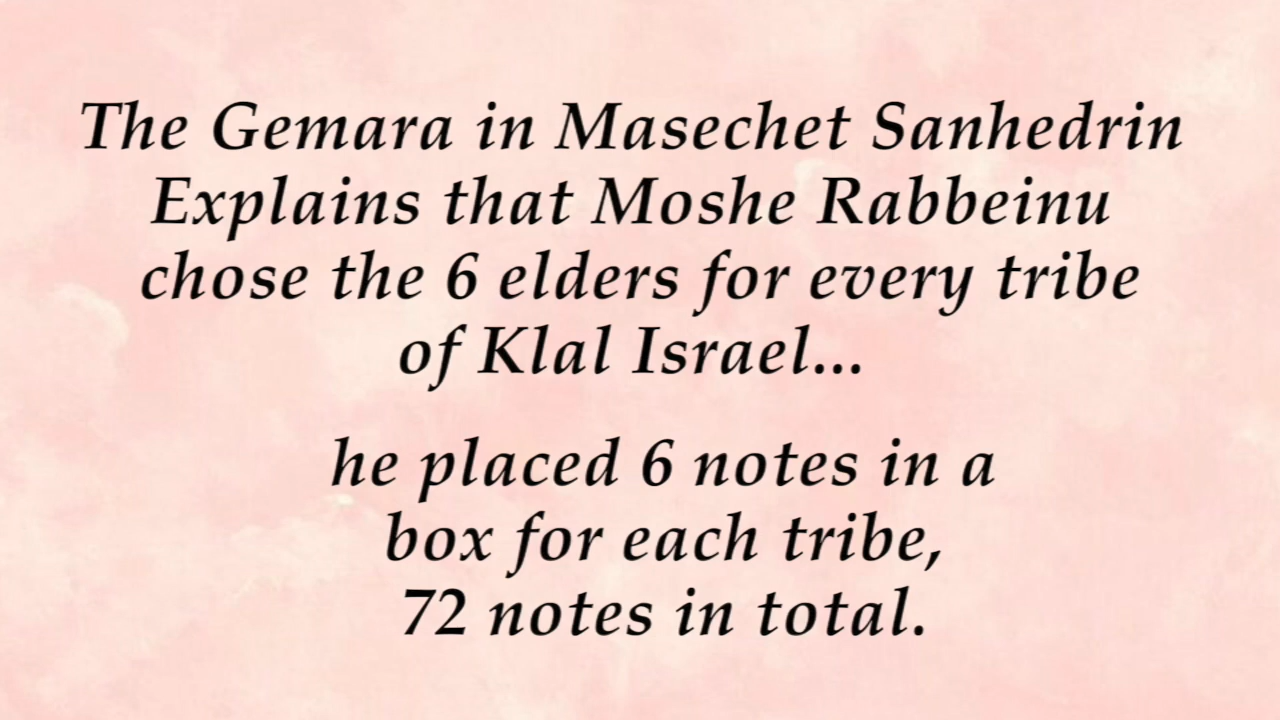 The Gemara in Masechet Sanhedrin
Explains that Moshe Rabbeinu
chose the 6 elders for every tribe
of Klal Israel...
he placed 6 notes in a
box for each tribe,
72 notes in total.